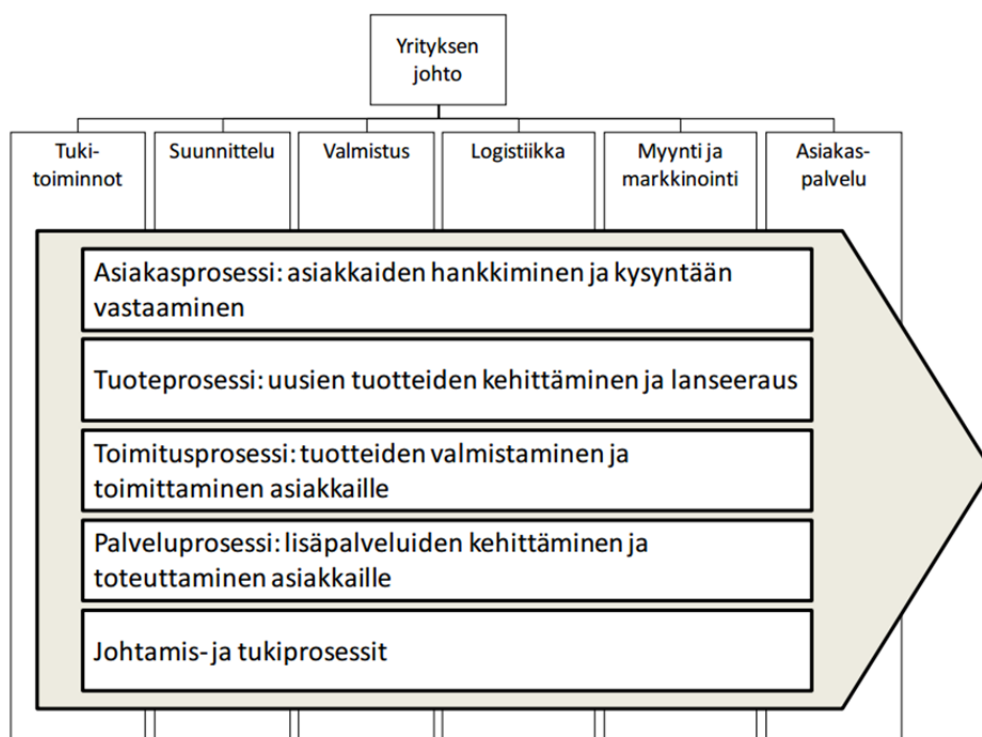 Yrityksen
johto
Tuki-
toiminnot
Suunnittelu
Valmistus
Logistiikka
Myynti ja
markkinointi
Asiakas-
palvelu
Asiakasprosessi: asiakkaiden hankkiminen ja kysyntään
vastaaminen
Tuoteprosessi: uusien tuotteiden kehittäminen ja lanseeraus
Toimitusprosessi: tuotteiden valmistaminen ja
toimittaminen asiakkaille
Palveluprosessi: lisäpalveluiden kehittäminen ja
toteuttaminen asiakkaille
Johtamis- ja tukiprosessit